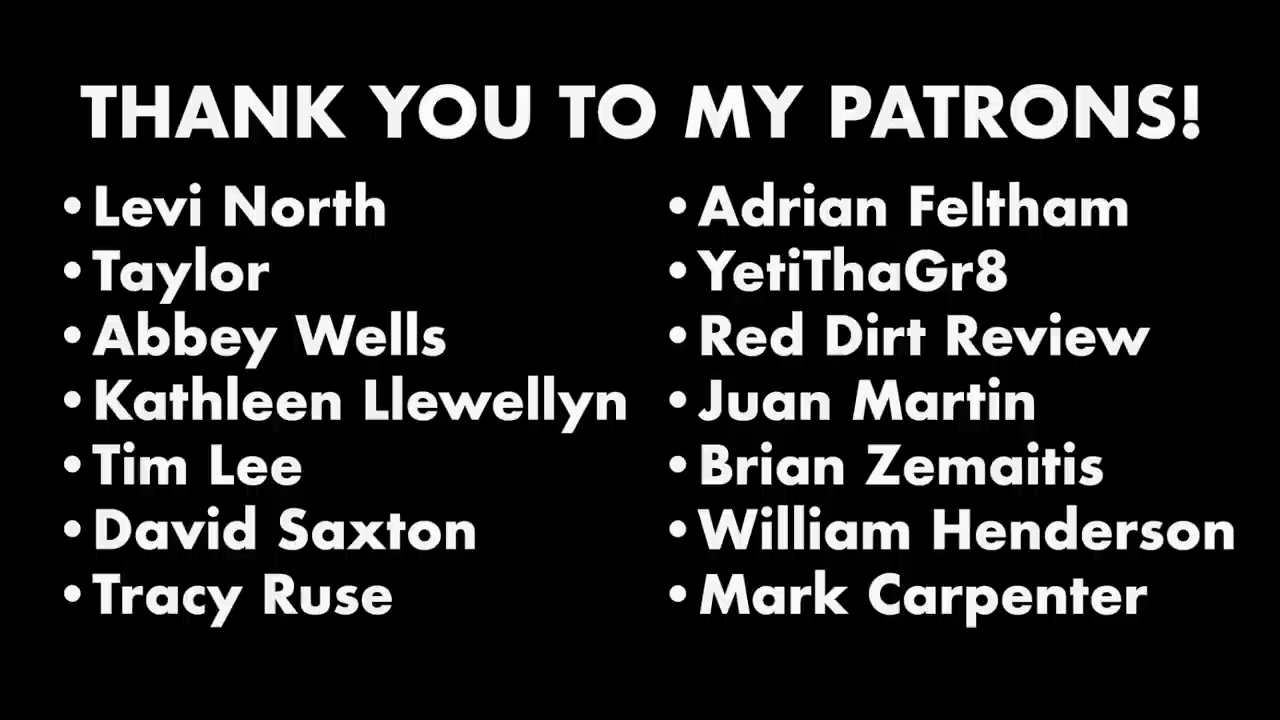 THANK YOU TO MY PATRONS!
• Levi North
• Taylor
• Abbey Wells
• Kathleen Llewellyn
• Tim Lee
• David Saxton
• Tracy Ruse
• Adrian Feltham
• YetiThaGr8
• Red Dirt Review
• Juan Martin
• Brian Zemaitis
• William Henderson
• Mark Carpenter